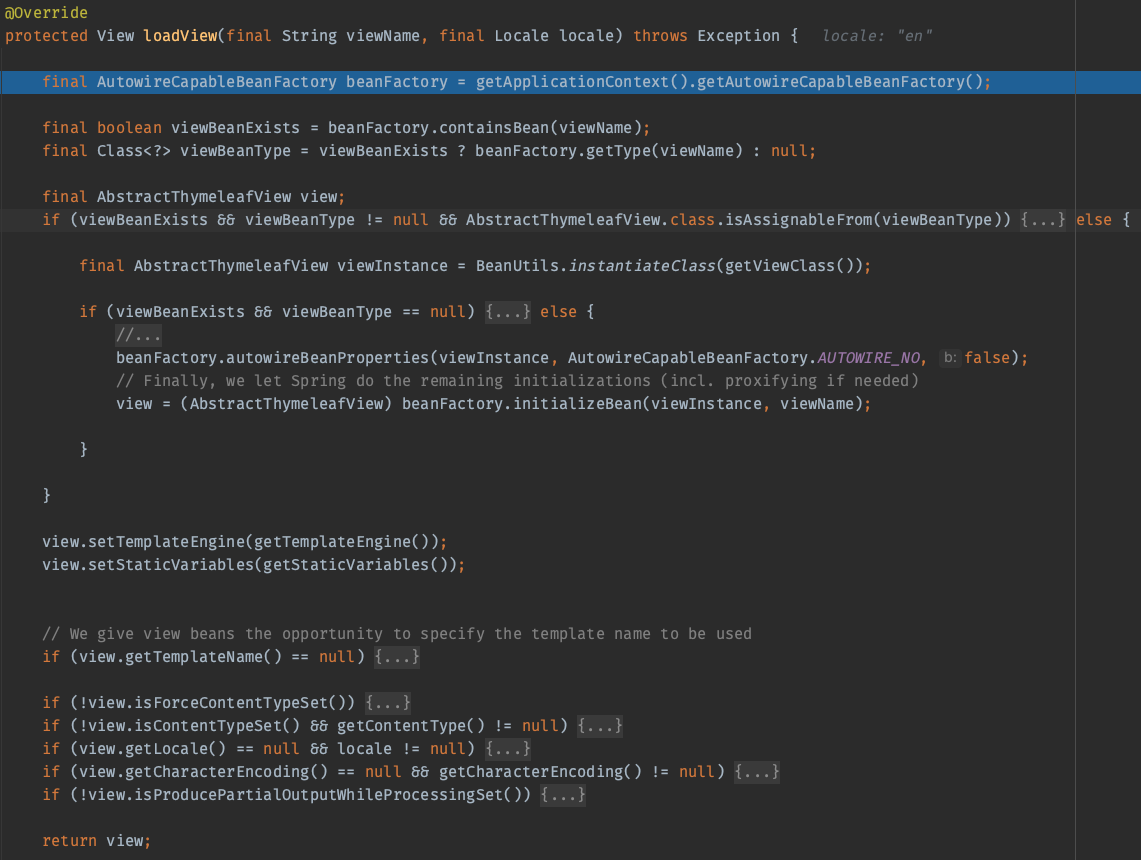 @Override
protected View loadView(final String viewName, final Locale locale) throws Exception {   locale: "en"
final AutowireCapableBeanFactory beanFactory = getApplicationContext().getAutowireCapableBeanFactory();
final boolean viewBeanExists = beanFactory.containsBean(viewName);
final Class<?> viewBeanType = viewBeanExists ? beanFactory.getType(viewName) : null;
final AbstractThymeleafView view;
if (viewBeanExists && viewBeanType != null && AbstractThymeleafView.class.isAssignableFrom(viewBeanType)) {...} else {
final AbstractThymeleafView viewInstance = BeanUtils.instantiateClass(getViewClass());
if (viewBeanExists && viewBeanType == null) {...} else {
//...
beanFactory.autowireBeanProperties(viewInstance, AutowireCapableBeanFactory.AUTOWIRE_NO, b: false);
// Finally, we let Spring do the remaining initializations (incl. proxifying if needed)
view = (AbstractThymeleafView) beanFactory.initializeBean(viewInstance, viewName);
}
}
view.setTemplateEngine(getTemplateEngine());
view.setStaticVariables(getStaticVariables());
// We give view beans the opportunity to specify the template name to be used
if (view.getTemplateName() == null) {...}
if (!view.isForceContentTypeSet()) {...}
if (!view.isContentTypeSet() && getContentType() != null) {...}
if (view.getLocale() == null && locale != null) {...}
if (view.getCharacterEncoding() == null && getCharacterEncoding() != null) {...}
if (!view.isProducePartialOutputWhileProcessingSet()) {...}
return view;